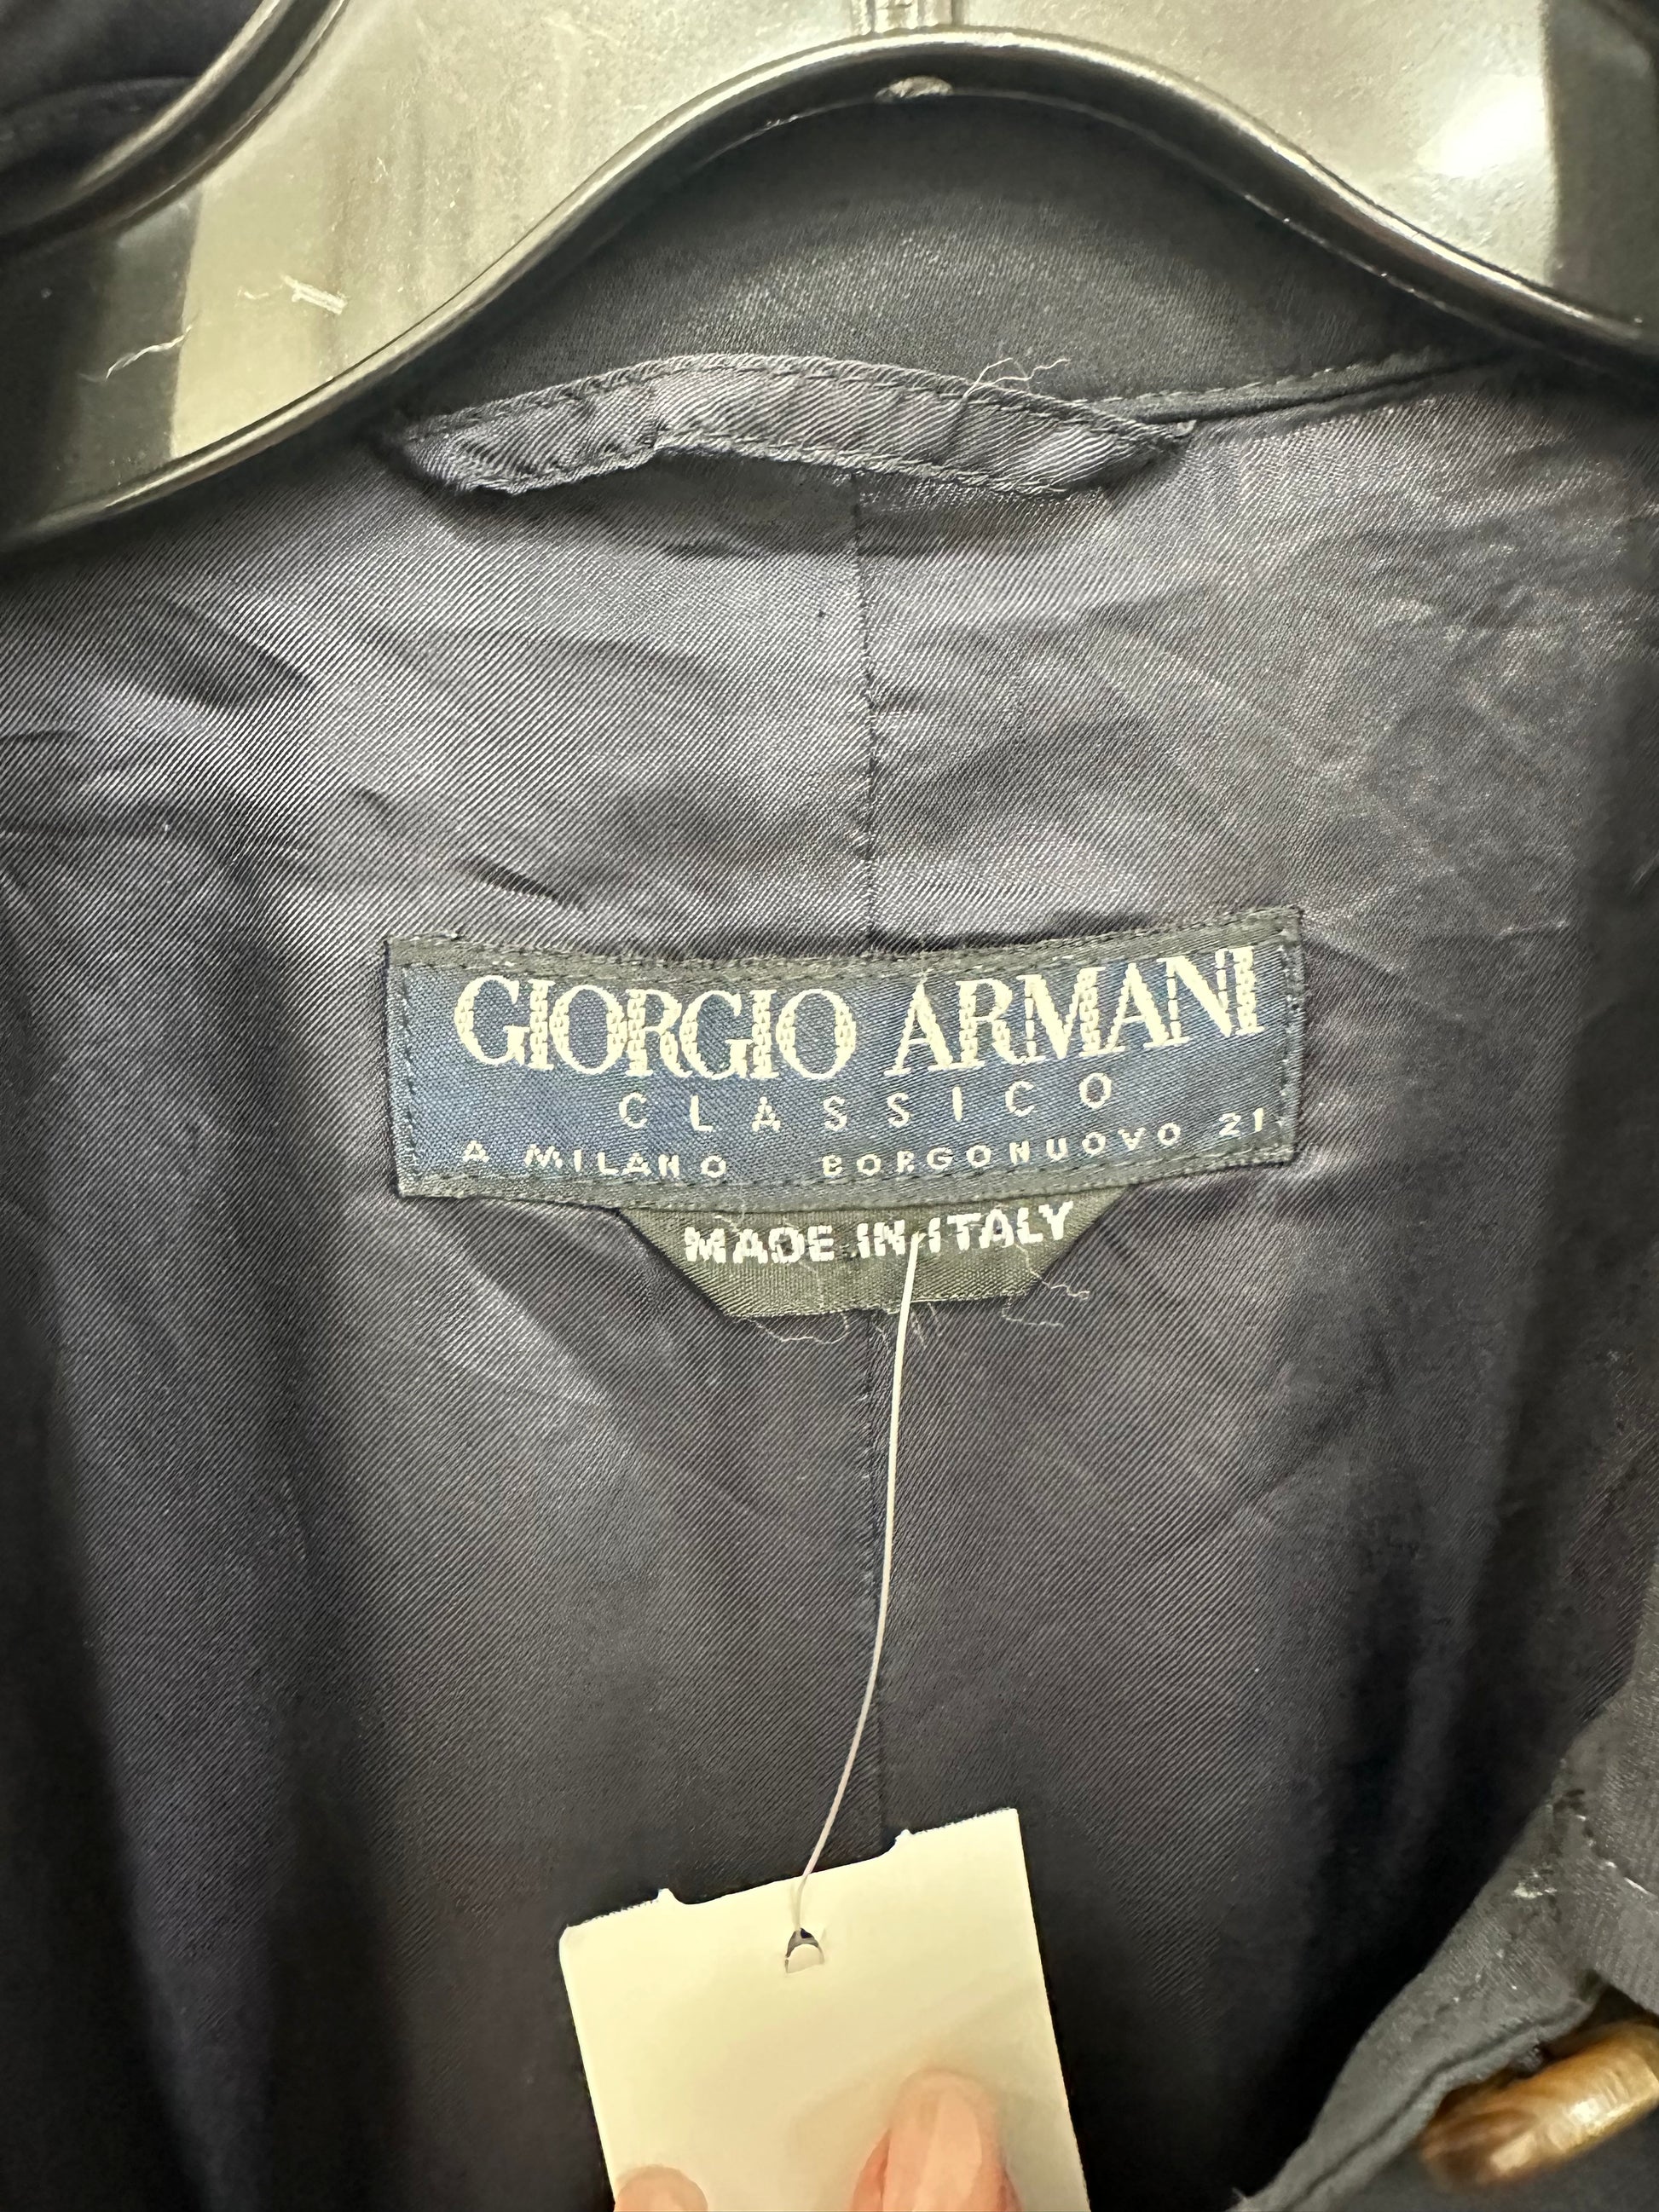 GIORGIO ARMANI
CLASSICO
A MILANO BORGONUOVO 21
MADE IN ITALY